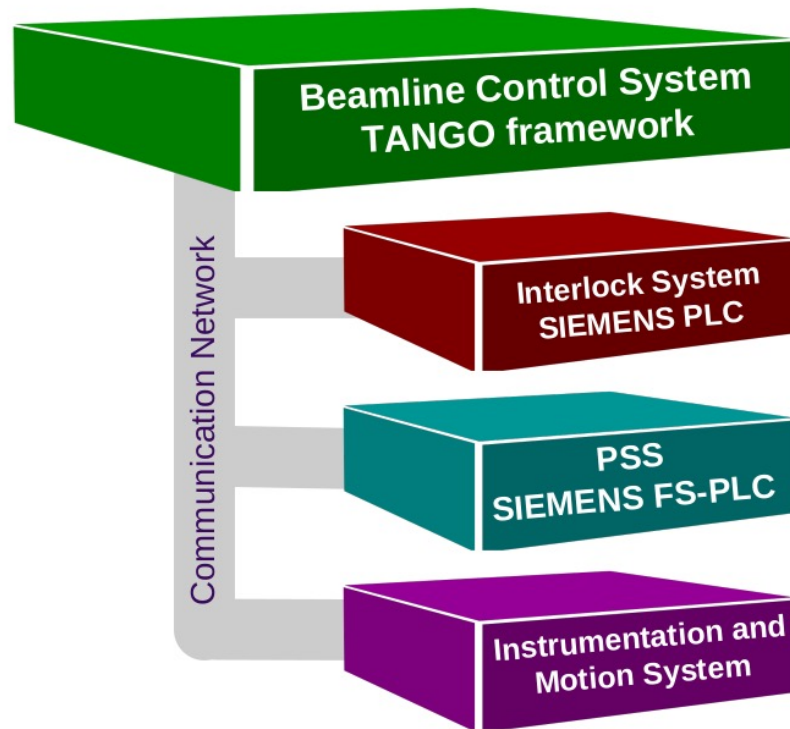 Beamline Control System
TANGO framework
Communication Network
Interlock System
SIEMENS PLC
PSS
SIEMENS FS-PLC
Instrumentation and
Motion System